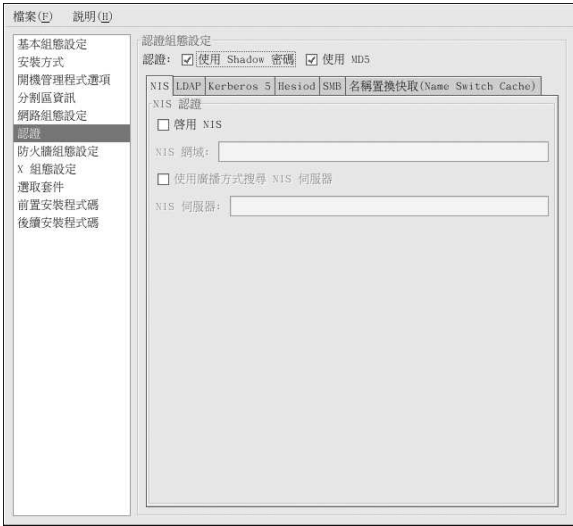 檔案(F) 説明(H)
基本組態設定
安裝方式
開機管理程式選項
分割區資訊
網路組態設定
認證
防火牆組態設定
X 組態設定
選取套件
前置安裝程式碼
後續安裝程式碼
認證組態設定
認證: 使用 Shadow 密碼 使用 MD5
NIS LDAP Kerberos 5 Hesiod SMB 名稱置換快取(Name Switch Cache)
NIS 認證
啓用 NIS
NIS 網域:
使用廣播方式搜尋 NIS 伺服器
NIS 伺服器: